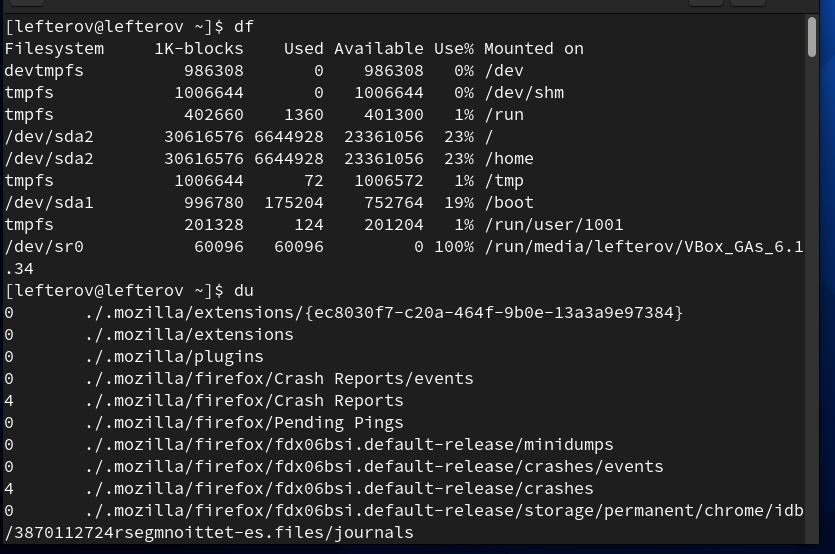 [lefterov@lefterov ~]$ df
Filesystem     1K-blocks    Used Available Use% Mounted on
devtmpfs          986308       0    986308   0% /dev
tmpfs            1006644       0   1006644   0% /dev/shm
tmpfs             402660    1360    401300   1% /run
/dev/sda2       30616576 6644928  23361056  23% /
/dev/sda2       30616576 6644928  23361056  23% /home
tmpfs            1006644      72   1006572   1% /tmp
/dev/sda1         996780  175204    752764  19% /boot
tmpfs             201328     124    201204   1% /run/user/1001
/dev/sr0           60096   60096         0 100% /run/media/lefterov/VBox_GAs_6.1
.34
[lefterov@lefterov ~]$ du
0       ./.mozilla/extensions/{ec8030f7-c20a-464f-9b0e-13a3a9e97384}
0       ./.mozilla/extensions
0       ./.mozilla/plugins
0       ./.mozilla/firefox/Crash Reports/events
4       ./.mozilla/firefox/Crash Reports
0       ./.mozilla/firefox/Pending Pings
0       ./.mozilla/firefox/fdx06bsi.default-release/minidumps
0       ./.mozilla/firefox/fdx06bsi.default-release/crashes/events
4       ./.mozilla/firefox/fdx06bsi.default-release/crashes
0       ./.mozilla/firefox/fdx06bsi.default-release/storage/permanent/chrome/idb
/3870112724rsegmnoittet-es.files/journals